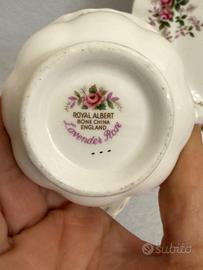 ROYAL ALBERT
BONE CHINA
ENGLAND
Lavender Rose
subito